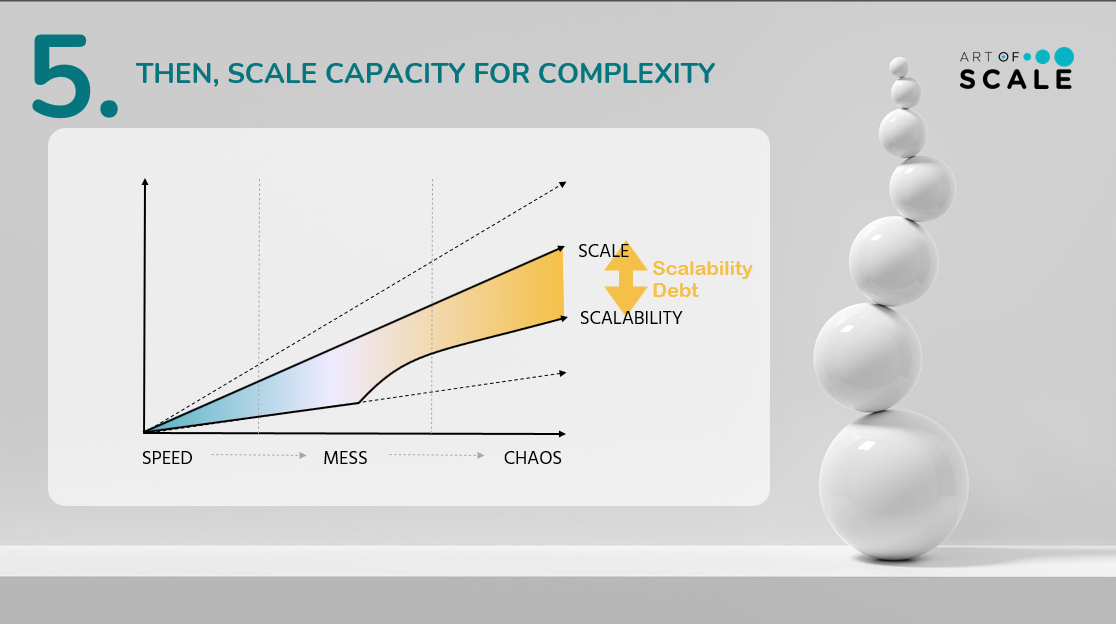 5.
THEN, SCALE CAPACITY FOR COMPLEXITY
ART OF
SCALE
SCALE
Scalability
Debt
SCALABILITY
SPEED
MESS
CHAOS